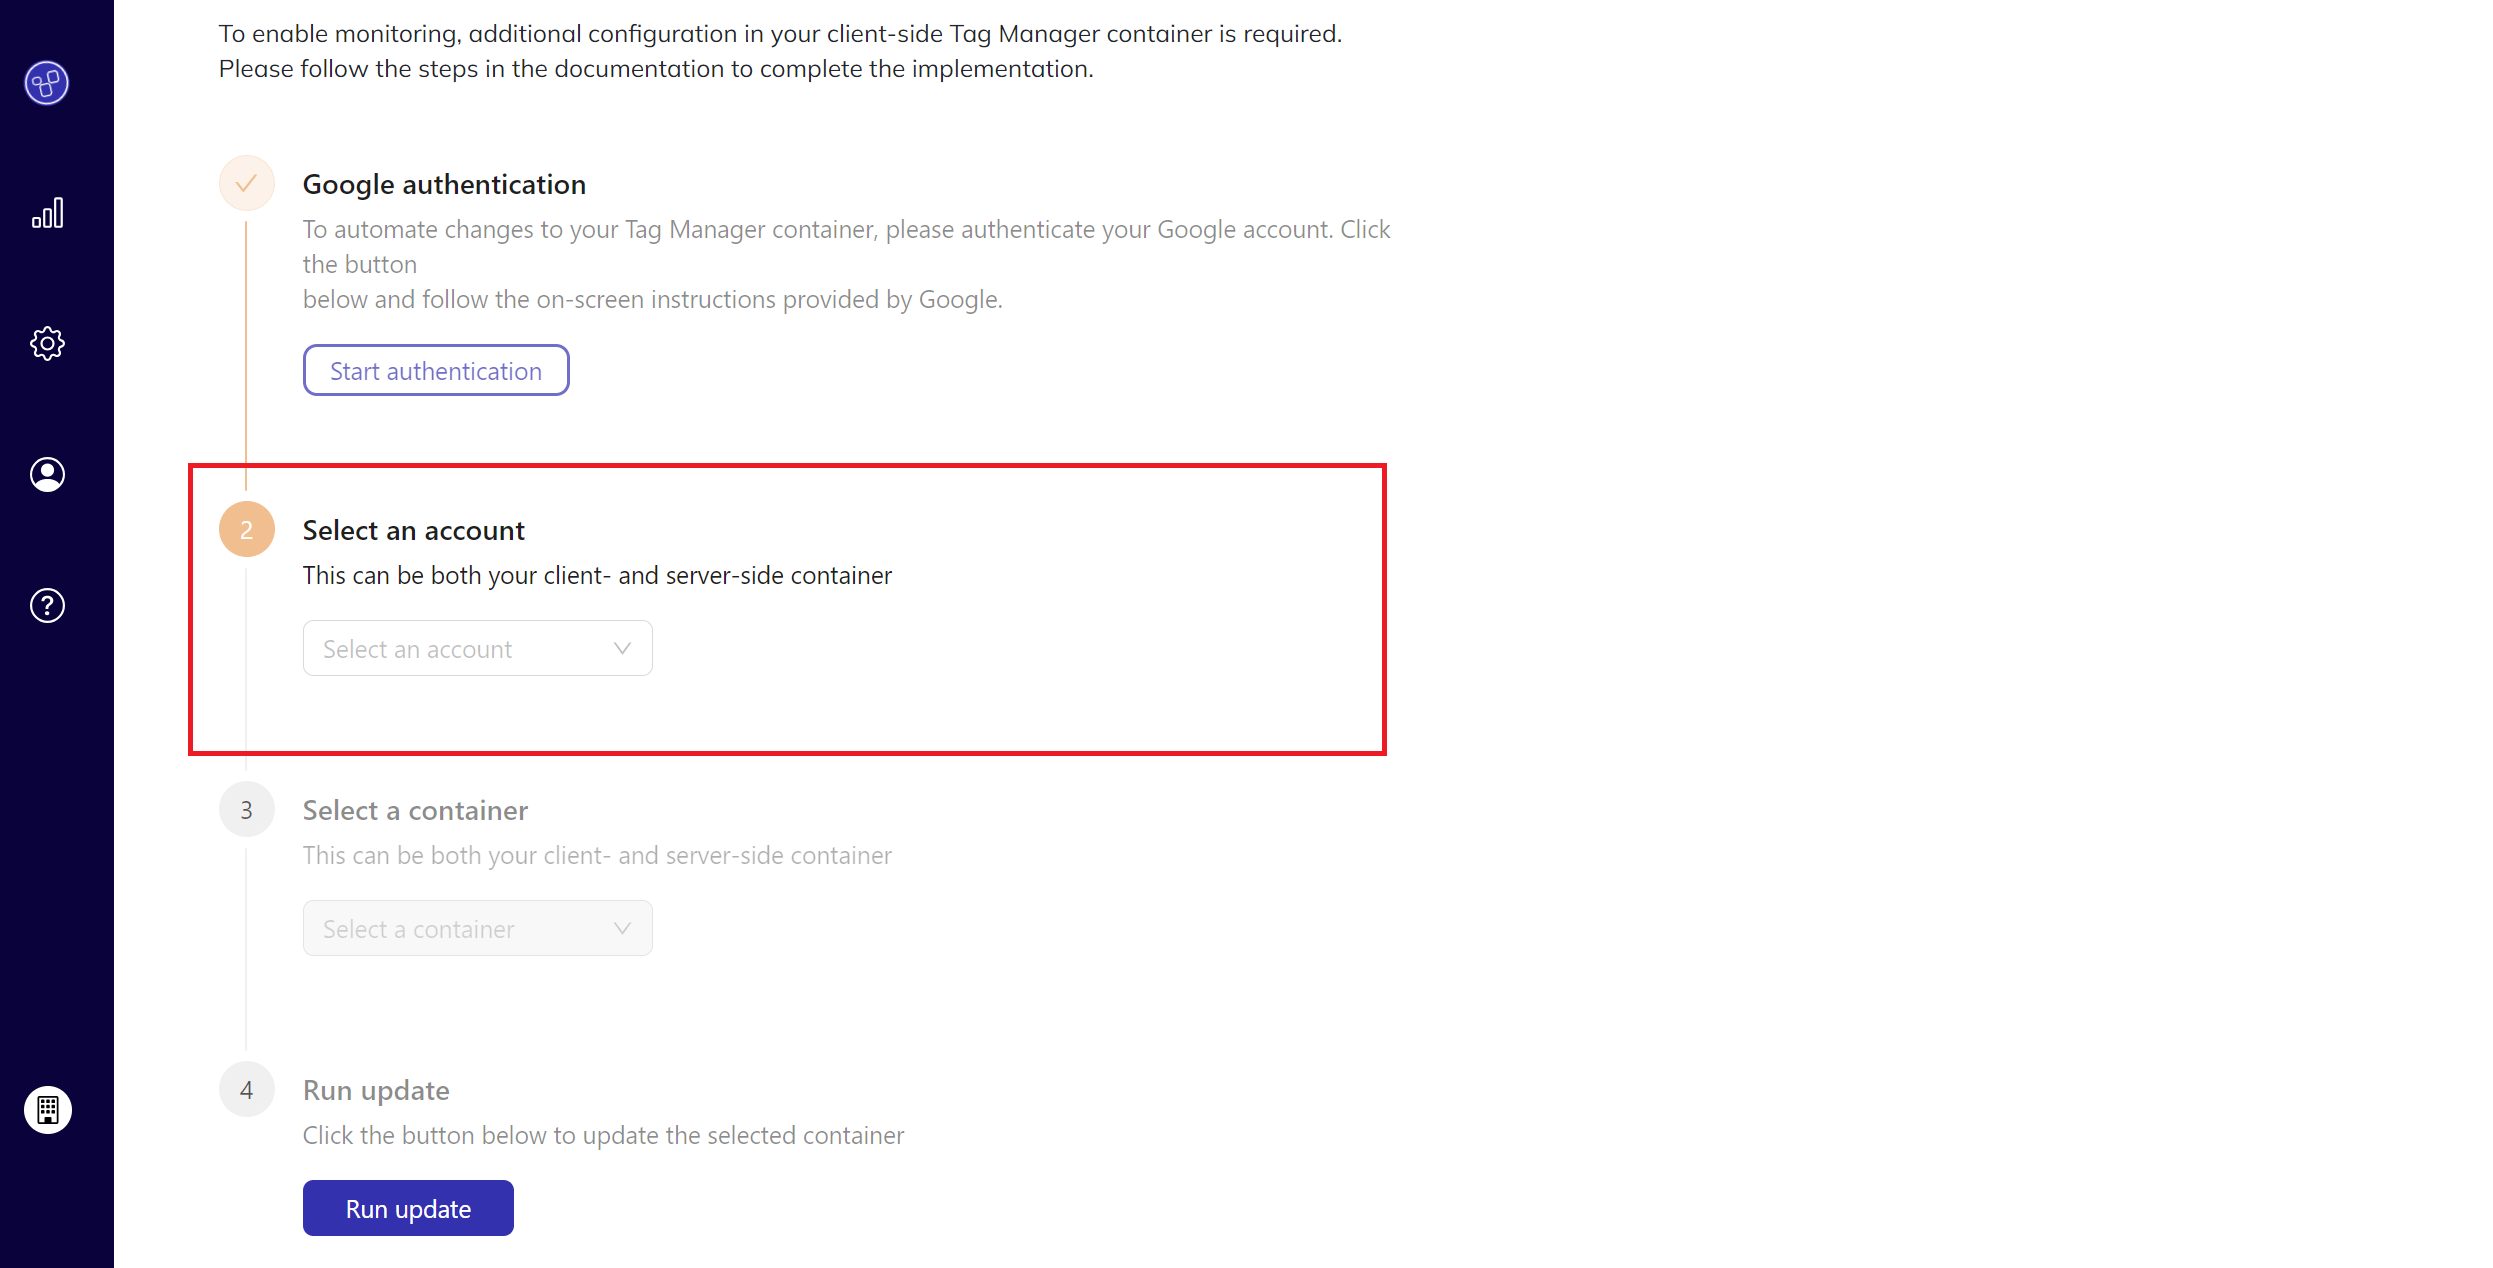 To enable monitoring, additional configuration in your client-side Tag Manager container is required.
Please follow the steps in the documentation to complete the implementation.
Google authentication
To automate changes to your Tag Manager container, please authenticate your Google account. Click
the button
below and follow the on-screen instructions provided by Google.
Start authentication
2
Select an account
This can be both your client- and server-side container
Select an account
3
Select a container
This can be both your client- and server-side container
Select a container
4
Run update
Click the button below to update the selected container
Run update